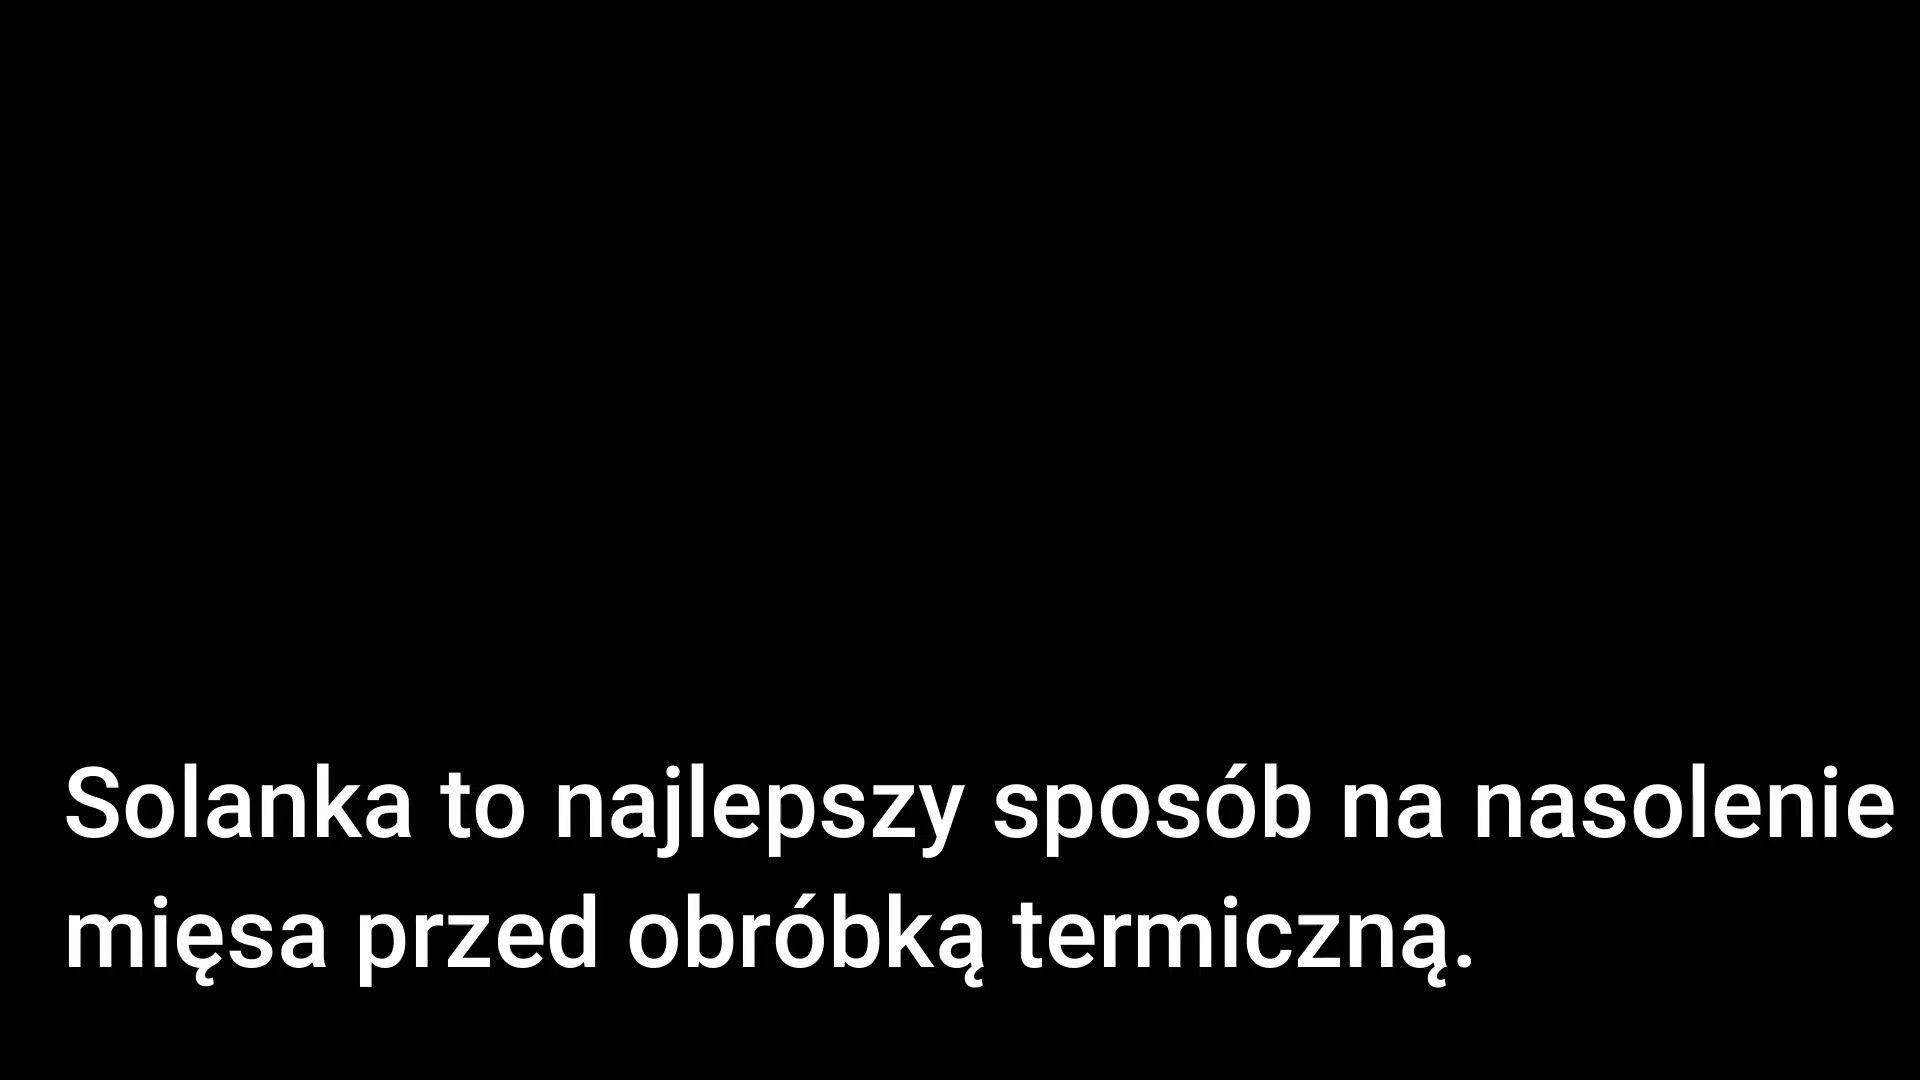 Solanka to najlepszy sposób na nasolenie
mięsa przed obróbką termiczną.